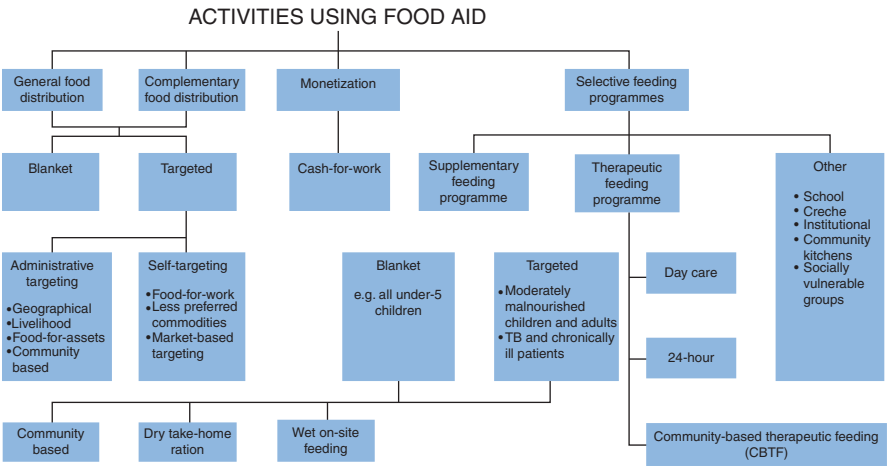 ACTIVITIES USING FOOD AID
General food
distribution
Complementary
food distribution
Monetization
Selective feeding
programmes
Blanket
Targeted
Cash-for-work
Supplementary
feeding
programme
Therapeutic
feeding
programme
Other
• School
• Creche
• Institutional
• Community
kitchens
• Socially
vulnerable
groups
Administrative
targeting
• Geographical
• Livelihood
• Food-for-assets
• Community
based
Self-targeting
• Food-for-work
• Less preferred
commodities
• Market-based
targeting
Blanket
e.g. all under-5
children
Targeted
• Moderately
malnourished
children and adults
• TB and chronically
ill patients
Day care
24-hour
Community
based
Dry take-home
ration
Wet on-site
feeding
Community-based therapeutic feeding
(CBTF)